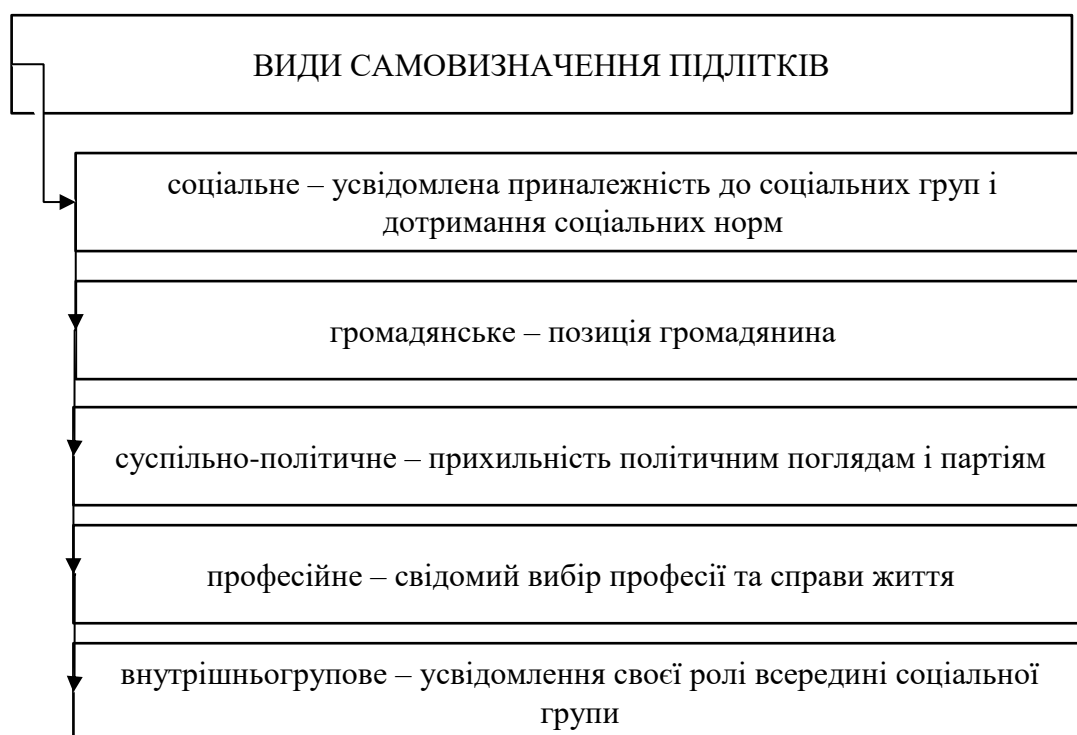 ВИДИ САМОВИЗНАЧЕННЯ ПІДЛІТКІВ
соціальне – усвідомлена приналежність до соціальних груп і
дотримання соціальних норм
громадянське – позиція громадянина
суспільно-політичне – прихильність політичним поглядам і партіям
професійне – свідомий вибір професії та справи життя
внутрішньогрупове – усвідомлення своєї ролі всередині соціальної
групи